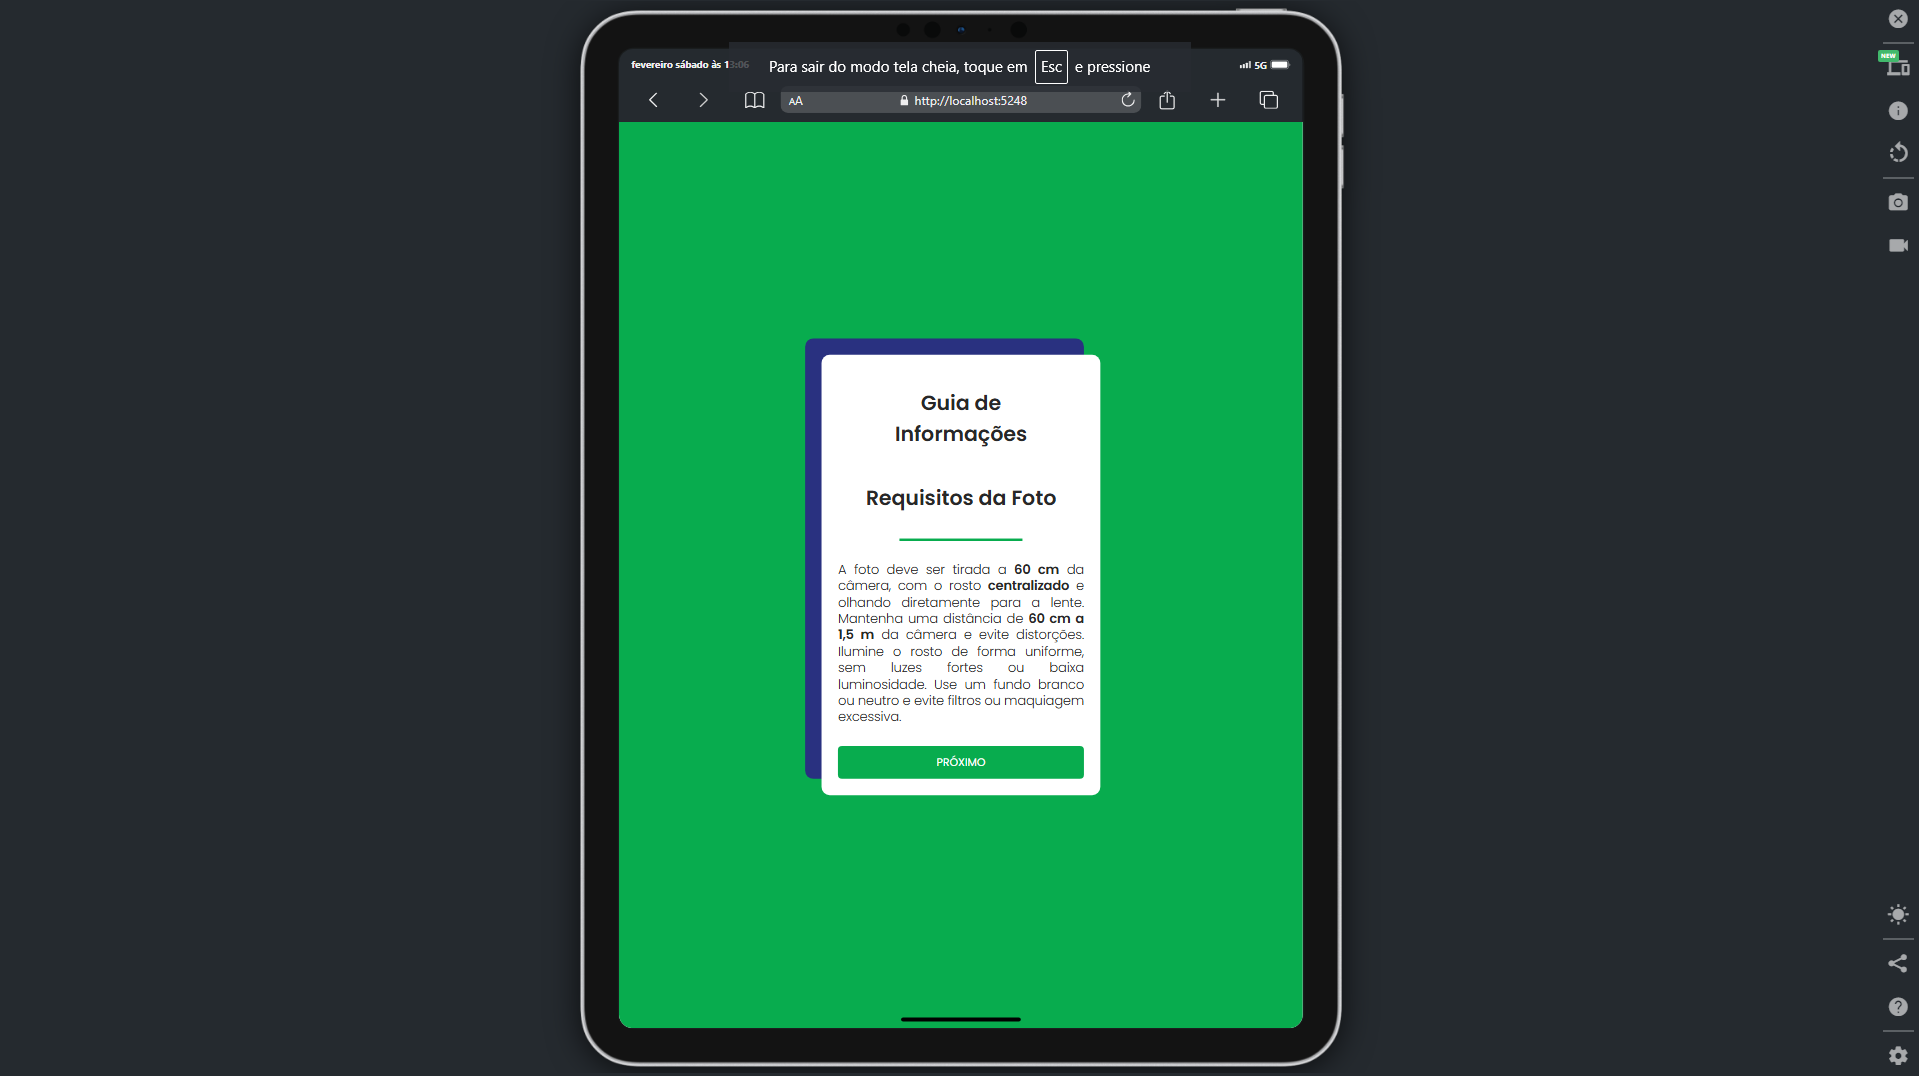 fevereiro sábado às 13:06
Para sair do modo tela cheia, toque em Esc e pressione
5G
NEW
AA http://localhost:5248
Guia de
Informações
Requisitos da Foto
A foto deve ser tirada a 60 cm da
câmera, com o rosto centralizado e
olhando diretamente para a lente.
Mantenha uma distância de 60 cm a
1,5 m da câmera e evite distorções.
Ilumine o rosto de forma uniforme,
sem luzes fortes ou baixa
luminosidade. Use um fundo branco
ou neutro e evite filtros ou maquiagem
excessiva.
PRÓXIMO